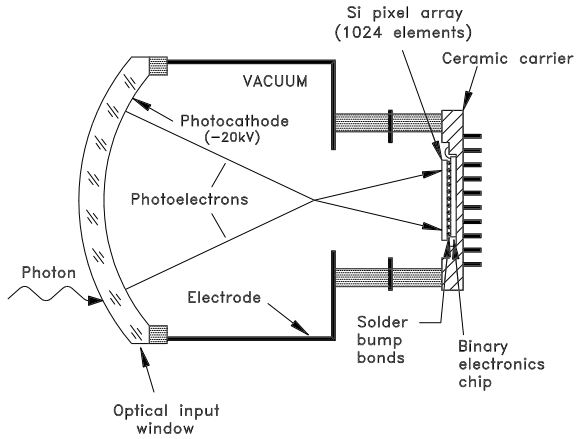 Si pixel array
(1024 elements)
Ceramic carrier
VACUUM
Photocathode
(−20kV)
Photoelectrons
Photon
Electrode
Solder
bump
bonds
Binary
electronics
chip
Optical input
window